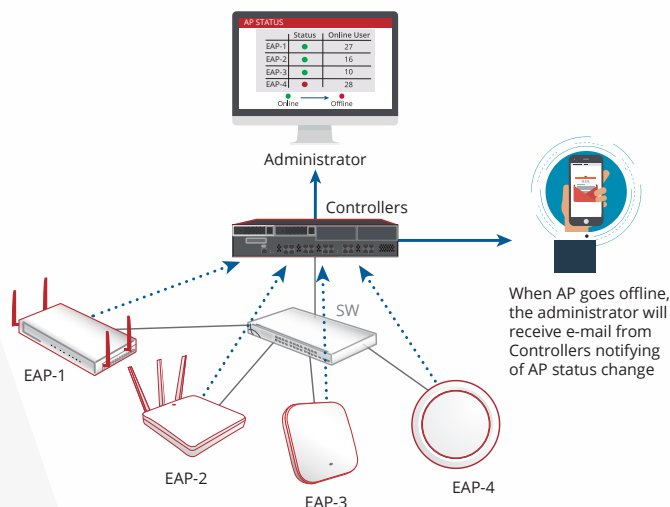 AP STATUS
Status Online User
EAP-1 27
EAP-2 16
EAP-3 10
EAP-4 28
Online Offline
Administrator
Controllers
SW
EAP-1
EAP-2
EAP-3
EAP-4
When AP goes offline,
the administrator will
receive e-mail from
Controllers notifying
of AP status change